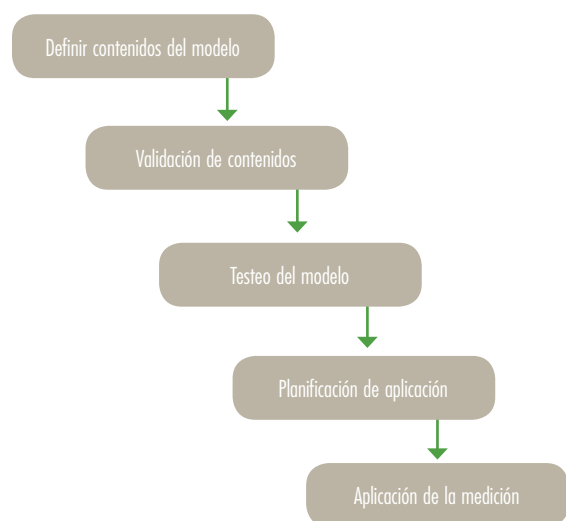 Definir contenidos del modelo
Validación de contenidos
Testeo del modelo
Planificación de aplicación
Aplicación de la medición